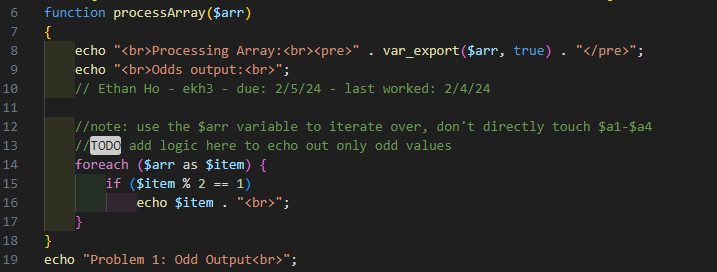 6 function processArray($arr)
7 {
8 echo "<br>Processing Array:<br><pre>" . var_export($arr, true) . "</pre>";
9 echo "<br>Odds output:<br>";
10 // Ethan Ho - ekh3 - due: 2/5/24 - last worked: 2/4/24
11
12 //note: use the $arr variable to iterate over, don't directly touch $a1-$a4
13 //TODO add logic here to echo out only odd values
14 foreach ($arr as $item) {
15 if ($item % 2 == 1)
16 echo $item . "<br>";
17 }
18 }
19 echo "Problem 1: Odd Output<br>";